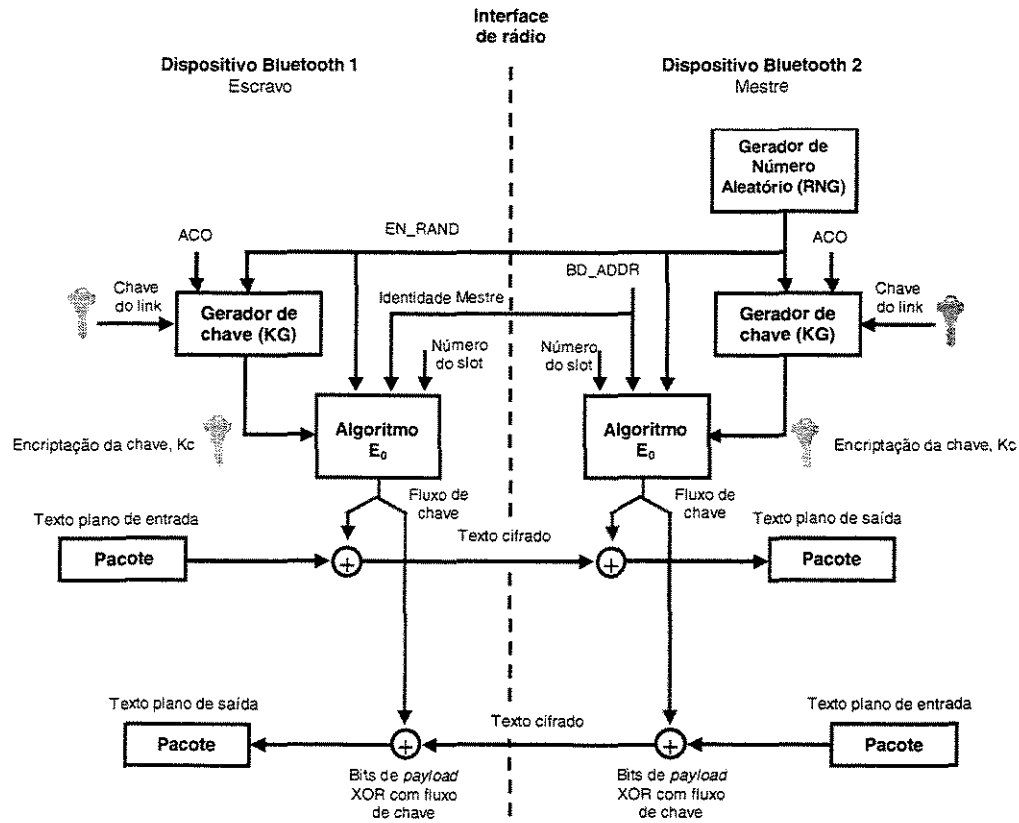 Interface
de rádio
Dispositivo Bluetooth 1
Escravo
Dispositivo Bluetooth 2
Mestre
Gerador de
Número
Aleatório (RNG)
EN_RAND
ACO
ACO
BD_ADDR
Chave
do link
Gerador de
chave (KG)
Identidade Mestre
Gerador de
chave (KG)
Chave
do link
Número
do slot
Número
do slot
Encriptação da chave, Kc
Algoritmo
E0
Algoritmo
E0
Encriptação da chave, Kc
Fluxo de
chave
Fluxo de
chave
Texto plano de entrada
Texto plano de saída
Pacote
+
Texto cifrado
+
Pacote
Texto plano de saída
Texto plano de entrada
Pacote
+
Texto cifrado
+
Pacote
Bits de payload
XOR com fluxo
de chave
Bits de payload
XOR com fluxo
de chave